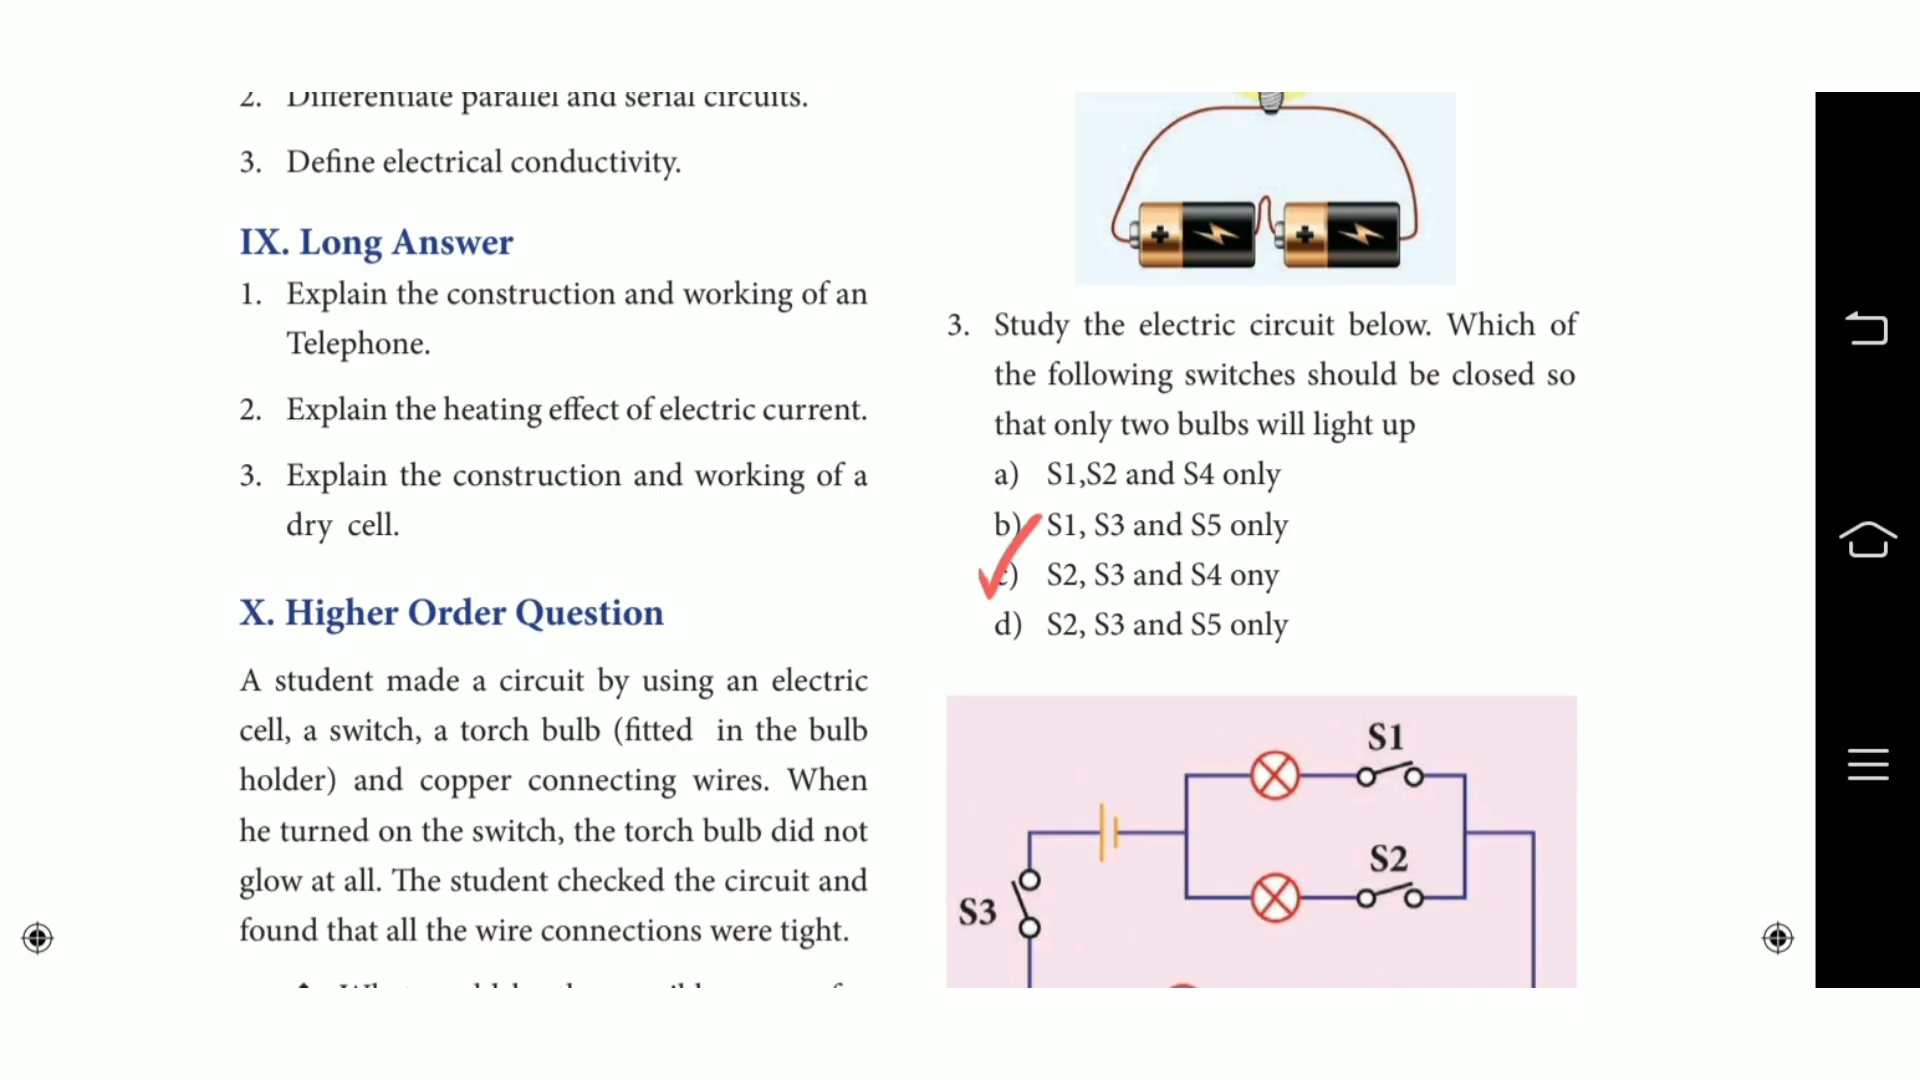 2. Differentiate parallel and serial circuits.
3. Define electrical conductivity.
IX. Long Answer
1. Explain the construction and working of an
Telephone.
2. Explain the heating effect of electric current.
3. Explain the construction and working of a
dry cell.
X. Higher Order Question
A student made a circuit by using an electric
cell, a switch, a torch bulb (fitted in the bulb
holder) and copper connecting wires. When
he turned on the switch, the torch bulb did not
glow at all. The student checked the circuit and
found that all the wire connections were tight.
+ +
3. Study the electric circuit below. Which of
the following switches should be closed so
that only two bulbs will light up
a) S1,S2 and S4 only
b) S1, S3 and S5 only
c) S2, S3 and S4 ony
d) S2, S3 and S5 only
S1
S2
S3